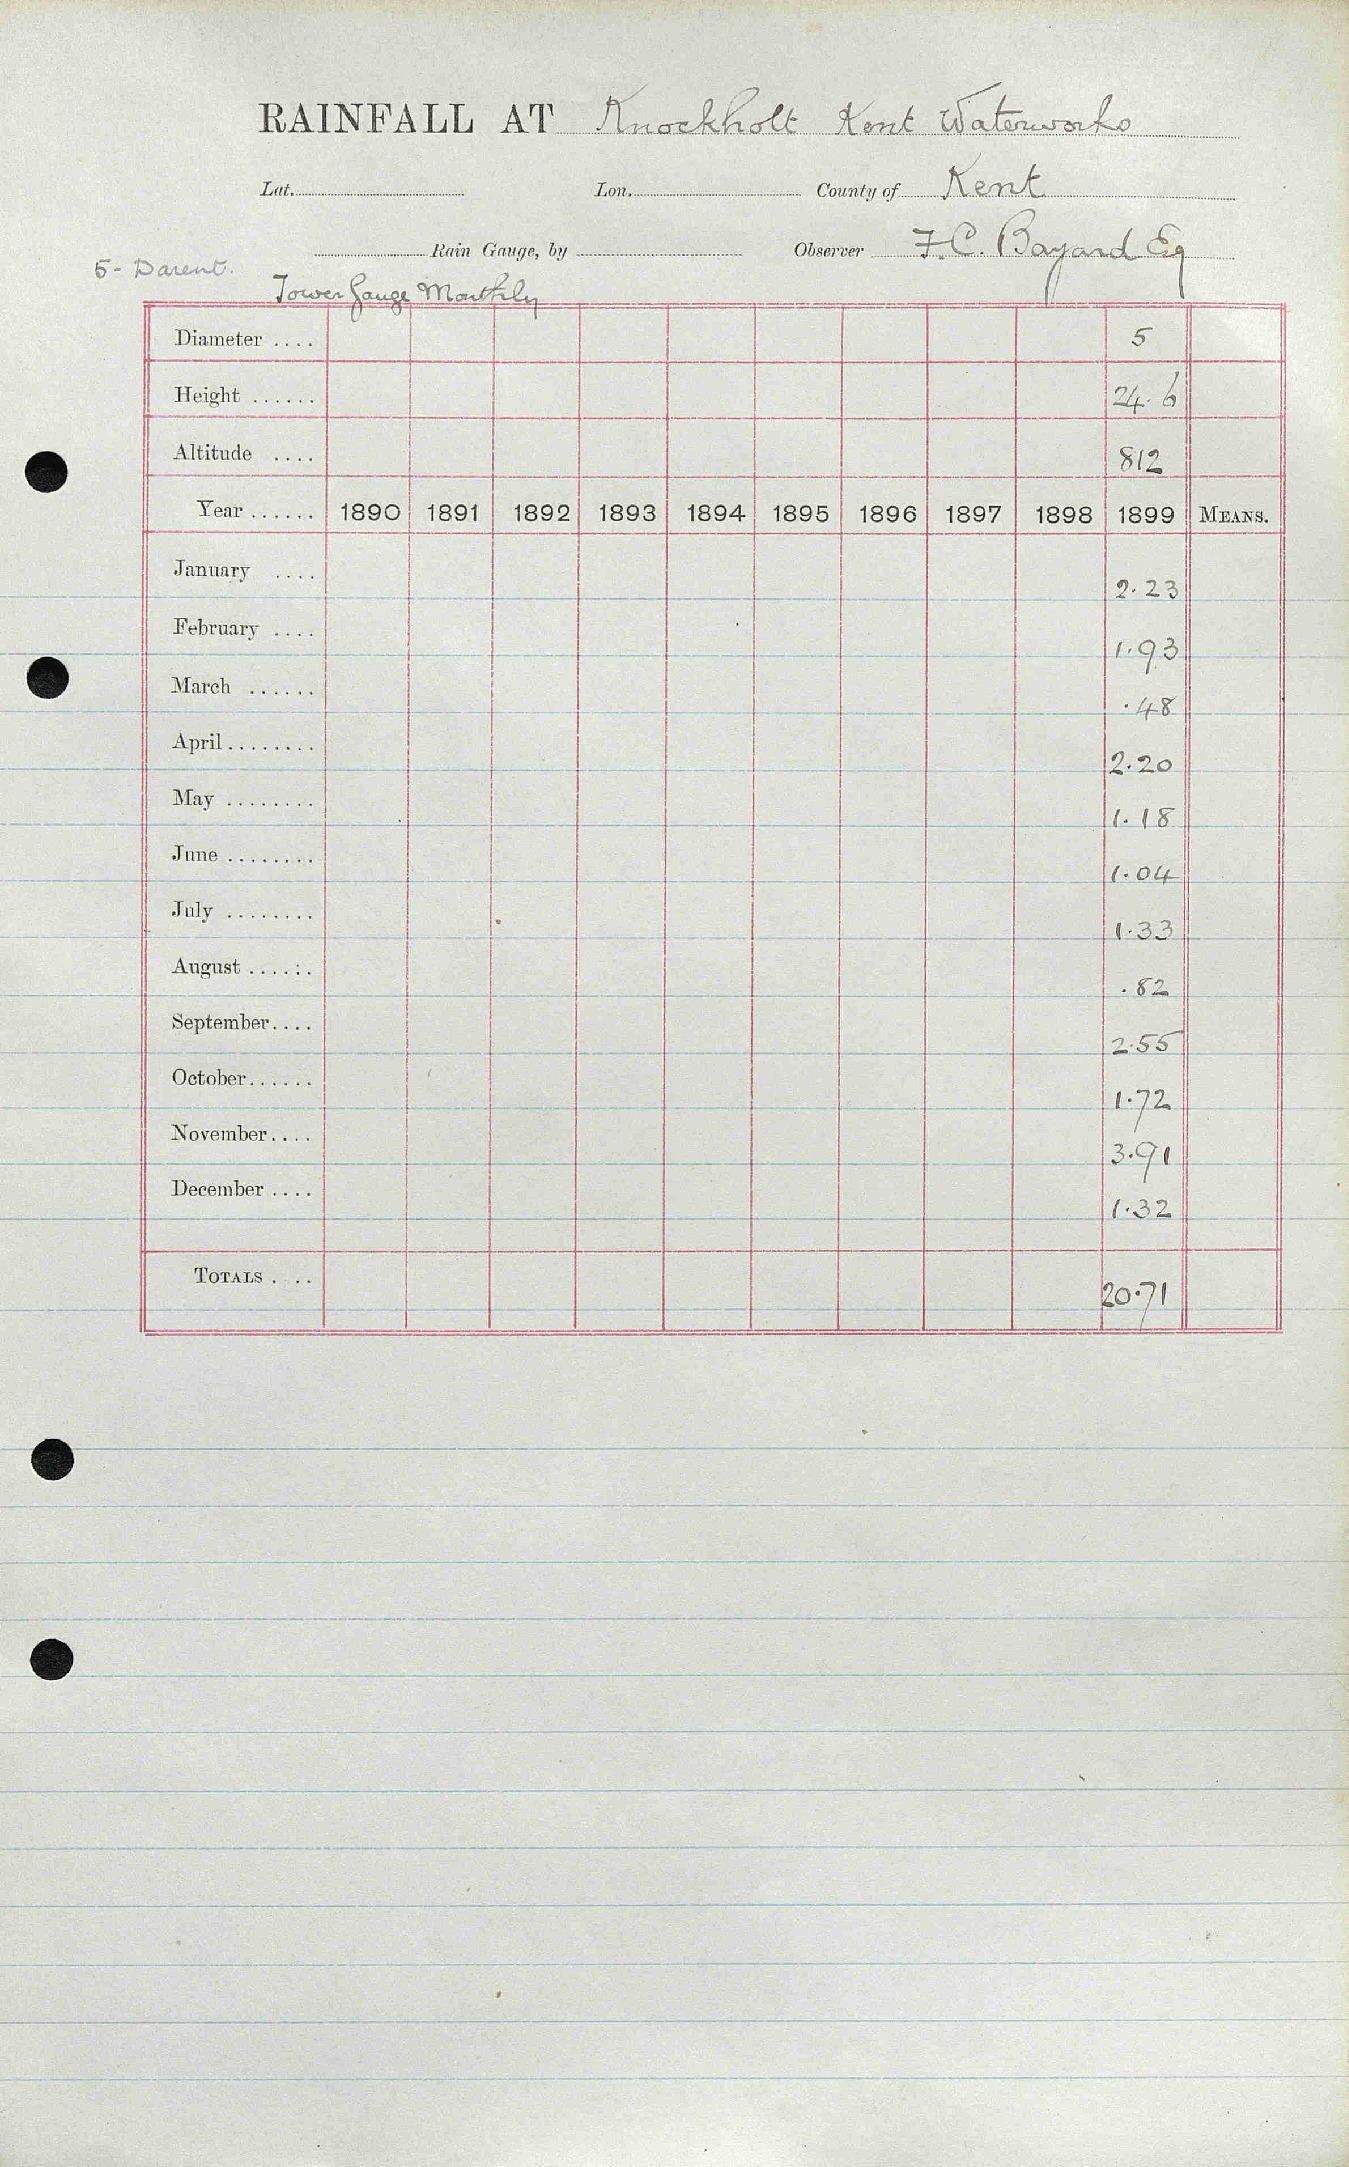 RAINFALL AT Knockholt Kent Waterworks
Lat. Lon. County of Kent
Rain Gauge, by Observer F.C. Bayard Eq
5 - Darent.
Tower Gauge Monthly
Diameter .... 5
Height ...... 24.6
Altitude .... 812
Year ...... 1890 1891 1892 1893 1894 1895 1896 1897 1898 1899 MEANS.
January .... 2.23
February .... 1.93
March ...... .48
April ........ 2.20
May ........ 1.18
June ........ 1.04
July ........ 1.33
August ...... .82
September.... 2.55
October...... 1.72
November.... 3.91
December .... 1.32
TOTALS .... 20.71